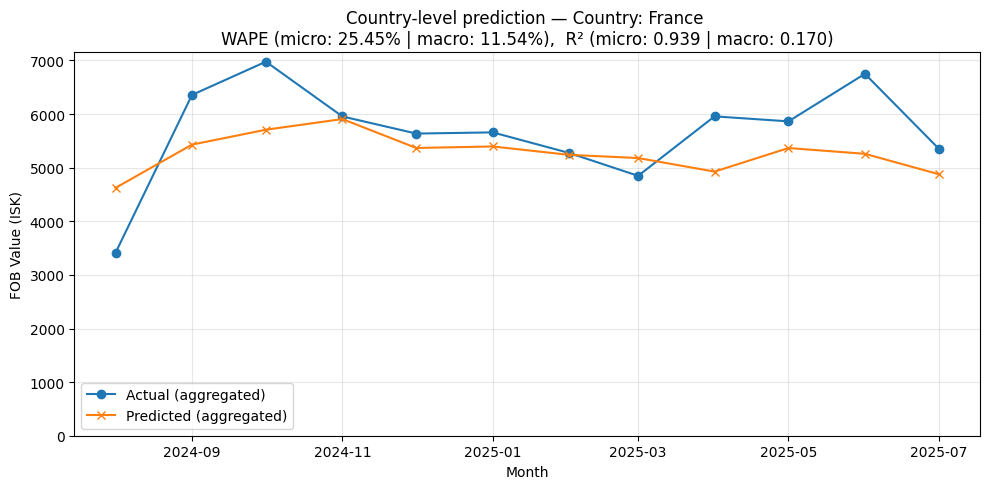 Country-level prediction — Country: France
WAPE (micro: 25.45% | macro: 11.54%),  R² (micro: 0.939 | macro: 0.170)
FOB Value (ISK)
7000
6000
5000
4000
3000
2000
1000
0
Actual (aggregated)
Predicted (aggregated)
2024-09
2024-11
2025-01
2025-03
2025-05
2025-07
Month